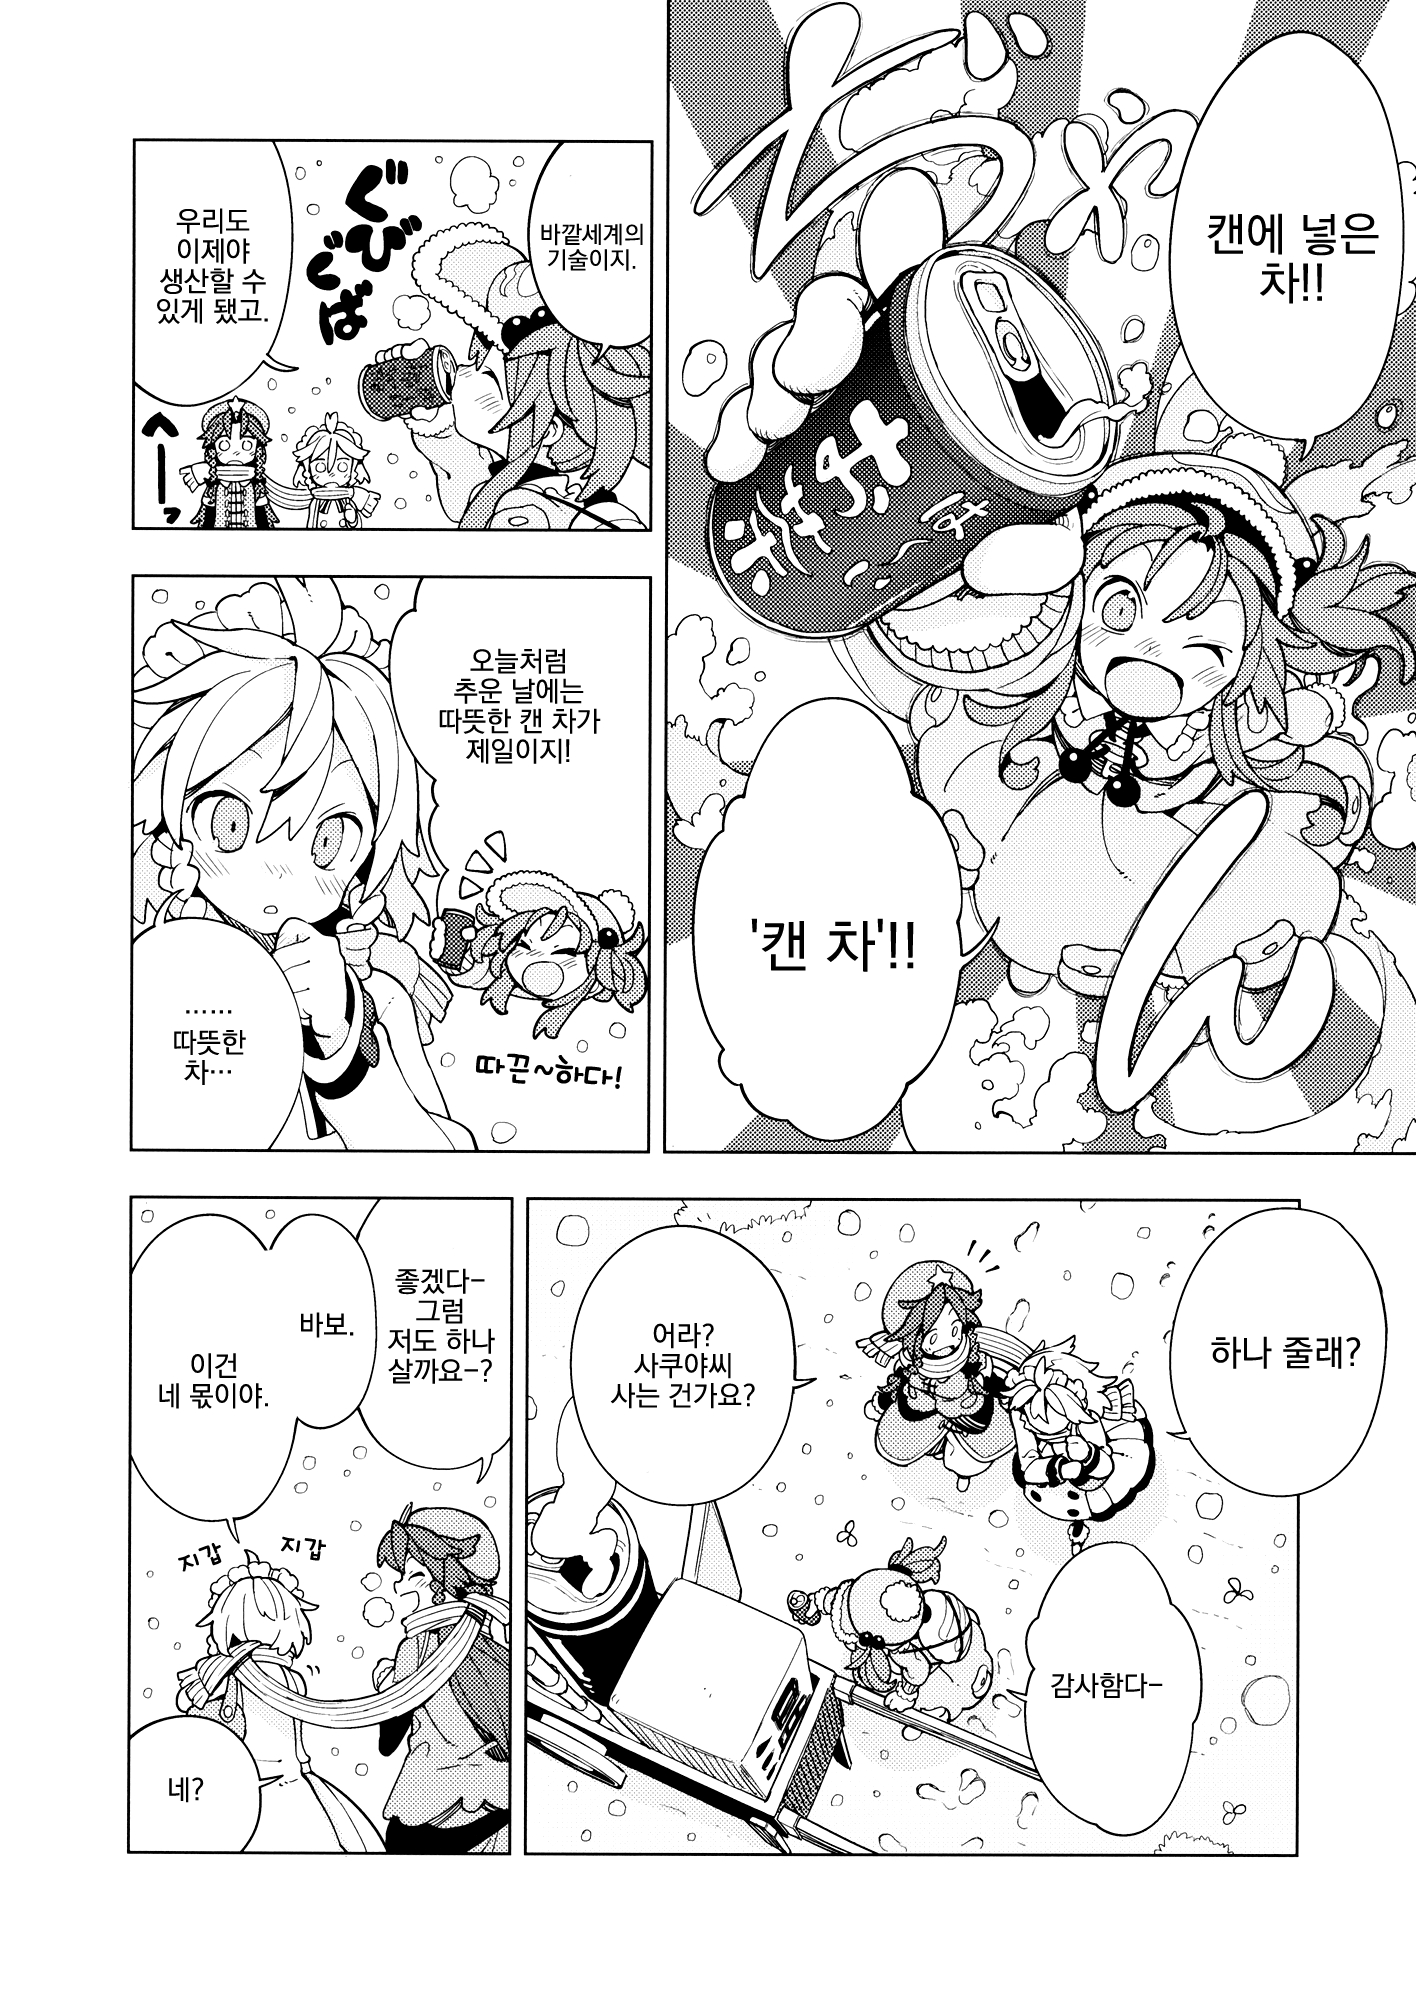 캔에 넣은
차!!
'캔 차'!!
ほ
바깥세계의
기술이지.
우리도
이제야
생산할 수
있게 됐고.
ぐびぐば
へーっ
오늘처럼
추운 날에는
따뜻한 캔 차가
제일이지!
따끈~하다!
……
따뜻한
차…
하나 줄래?
어라?
사쿠야씨
사는 건가요?
감사함다-
좋겠다-
그럼
저도 하나
살까요-?
바보.
이건
네 몫이야.
지갑
지갑
네?